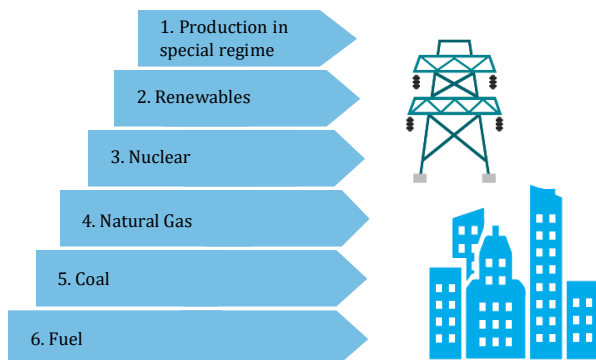 1. Production in
special regime
2. Renewables
3. Nuclear
4. Natural Gas
5. Coal
6. Fuel